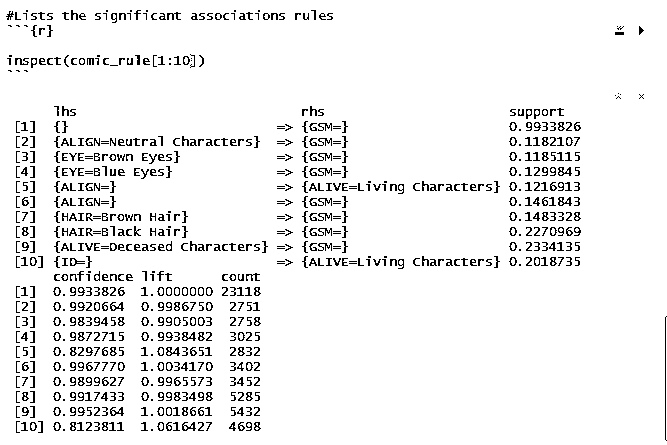 #Lists the significant associations rules
```{r}
inspect(comic_rule[1:10])
```
lhs rhs support
[1] {} => {GSM=} 0.9933826
[2] {ALIGN=Neutral Characters} => {GSM=} 0.1182107
[3] {EYE=Brown Eyes} => {GSM=} 0.1185115
[4] {EYE=Blue Eyes} => {GSM=} 0.1299845
[5] {ALIGN=} => {ALIVE=Living Characters} 0.1216913
[6] {ALIGN=} => {GSM=} 0.1461843
[7] {HAIR=Brown Hair} => {GSM=} 0.1483328
[8] {HAIR=Black Hair} => {GSM=} 0.2270969
[9] {ALIVE=Deceased Characters} => {GSM=} 0.2334135
[10] {ID=} => {ALIVE=Living Characters} 0.2018735
confidence lift count
[1] 0.9933826 1.0000000 23118
[2] 0.9920664 0.9986750 2751
[3] 0.9839458 0.9905003 2758
[4] 0.9872715 0.9938482 3025
[5] 0.8297685 1.0843651 2832
[6] 0.9967770 1.0034170 3402
[7] 0.9899627 0.9965573 3452
[8] 0.9917433 0.9983498 5285
[9] 0.9952364 1.0018661 5432
[10] 0.8123811 1.0616427 4698